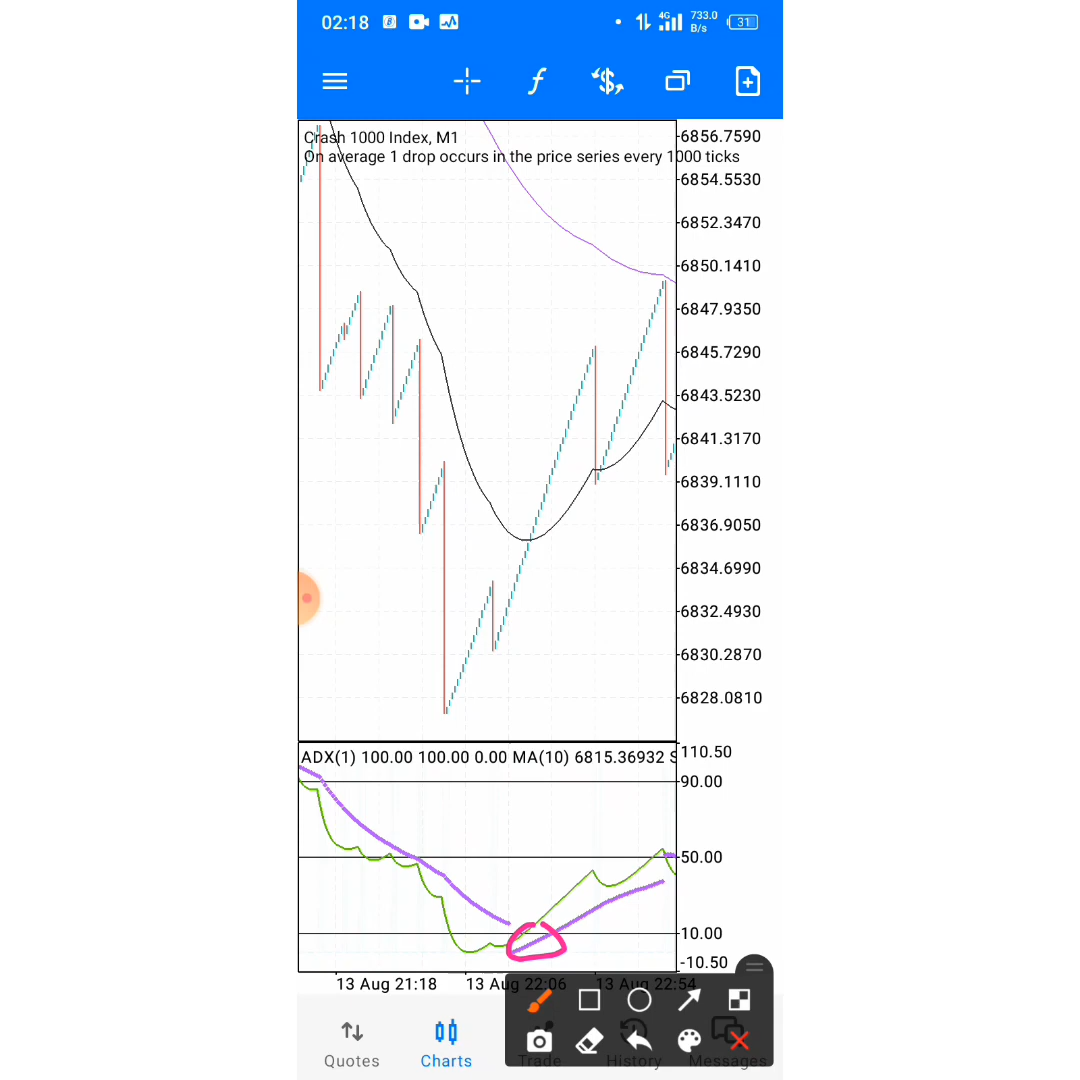 02:18
4G
733.0
B/s
31
Crash 1000 Index, M1
On average 1 drop occurs in the price series every 1000 ticks
6856.7590
6854.5530
6852.3470
6850.1410
6847.9350
6845.7290
6843.5230
6841.3170
6839.1110
6836.9050
6834.6990
6832.4930
6830.2870
6828.0810
ADX(1) 100.00 100.00 0.00 MA(10) 6815.36932 S
110.50
90.00
50.00
10.00
-10.50
13 Aug 21:18
13 Aug 22:06
13 Aug 22:54
Quotes
Charts
Trade
History
Messages